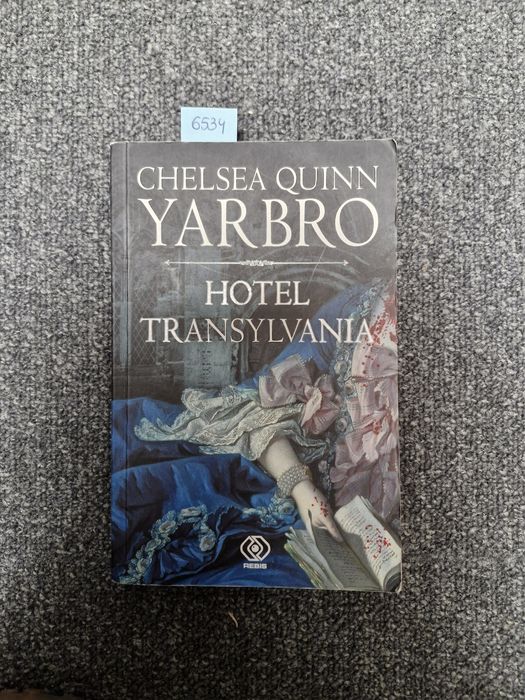 6534
CHELSEA QUINN
YARBRO
HOTEL
TRANSYLVANIA
REBIS